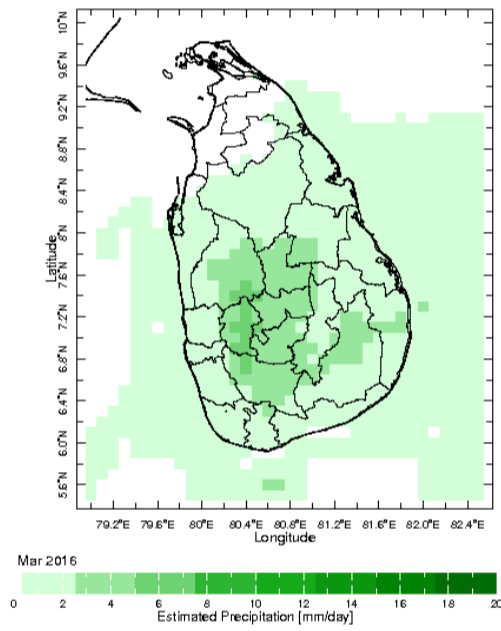 10°N
9.6°N
9.2°N
8.8°N
8.4°N
8°N
7.6°N
7.2°N
6.8°N
6.4°N
6.0°N
5.6°N
Latitude
79.2°E 79.6°E 80°E 80.4°E 80.8°E 81.2°E 81.6°E 82.0°E 82.4°E
Longitude
Mar 2016
0 2 4 6 8 10 12 14 16 18 20
Estimated Precipitation [mm/day]